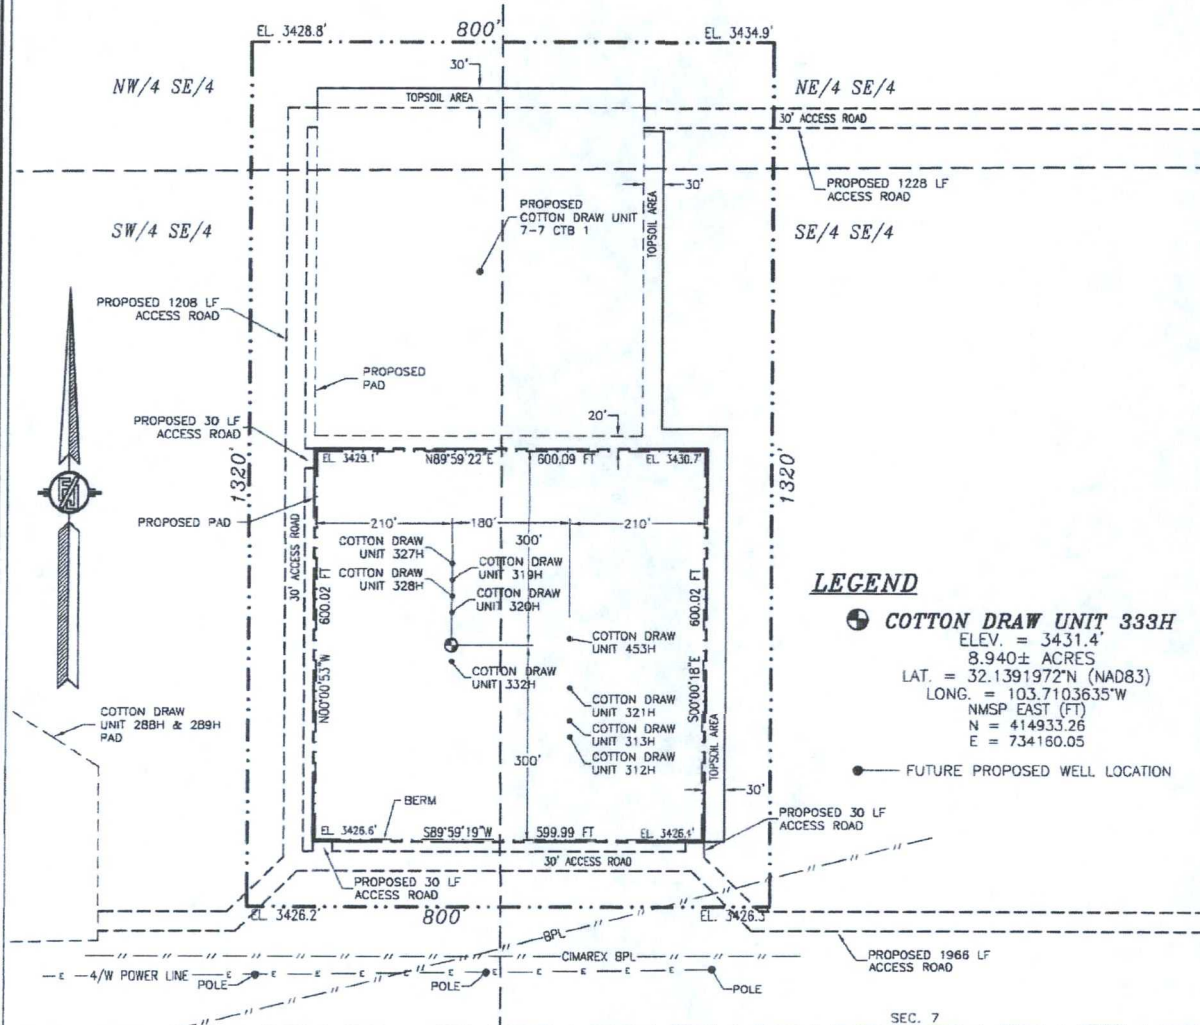 EL. 3428.8'
800'
EL. 3434.9'
NW/4 SE/4
30'
TOPSOIL AREA
NE/4 SE/4
30' ACCESS ROAD
PROPOSED 1228 LF
ACCESS ROAD
30'
PROPOSED
COTTON DRAW UNIT
7-7 CTB 1
TOPSOIL AREA
SW/4 SE/4
SE/4 SE/4
PROPOSED 1208 LF
ACCESS ROAD
PROPOSED
PAD
PROPOSED 30 LF
ACCESS ROAD
20'
EL 3429.1'
N89°59'22"E
600.09 FT
EL 3430.7'
1320'
1320'
PROPOSED PAD
210'
180'
210'
300'
30' ACCESS ROAD
COTTON DRAW
UNIT 327H
COTTON DRAW
UNIT 319H
COTTON DRAW
UNIT 328H
COTTON DRAW
UNIT 320H
600.02 FT
600.02 FT
N00°00'53"W
S00°00'18"E
COTTON DRAW
UNIT 453H
COTTON DRAW
UNIT 332H
COTTON DRAW
UNIT 321H
COTTON DRAW
UNIT 313H
COTTON DRAW
UNIT 312H
300'
TOPSOIL AREA
30'
LEGEND
COTTON DRAW UNIT 333H
ELEV. = 3431.4'
8.940± ACRES
LAT. = 32.1391972°N (NAD83)
LONG. = 103.7103635°W
NMSP EAST (FT)
N = 414933.26
E = 734160.05
FUTURE PROPOSED WELL LOCATION
COTTON DRAW
UNIT 288H & 289H
PAD
BERM
EL 3426.6'
S89°59'19"W
599.99 FT
EL 3426.4'
PROPOSED 30 LF
ACCESS ROAD
30' ACCESS ROAD
PROPOSED 30 LF
ACCESS ROAD
EL. 3426.2'
800'
EL. 3426.3'
BPL
CIMAREX BPL
PROPOSED 1966 LF
ACCESS ROAD
E 4/W POWER LINE E E E E E E E E
POLE
POLE
POLE
SEC. 7